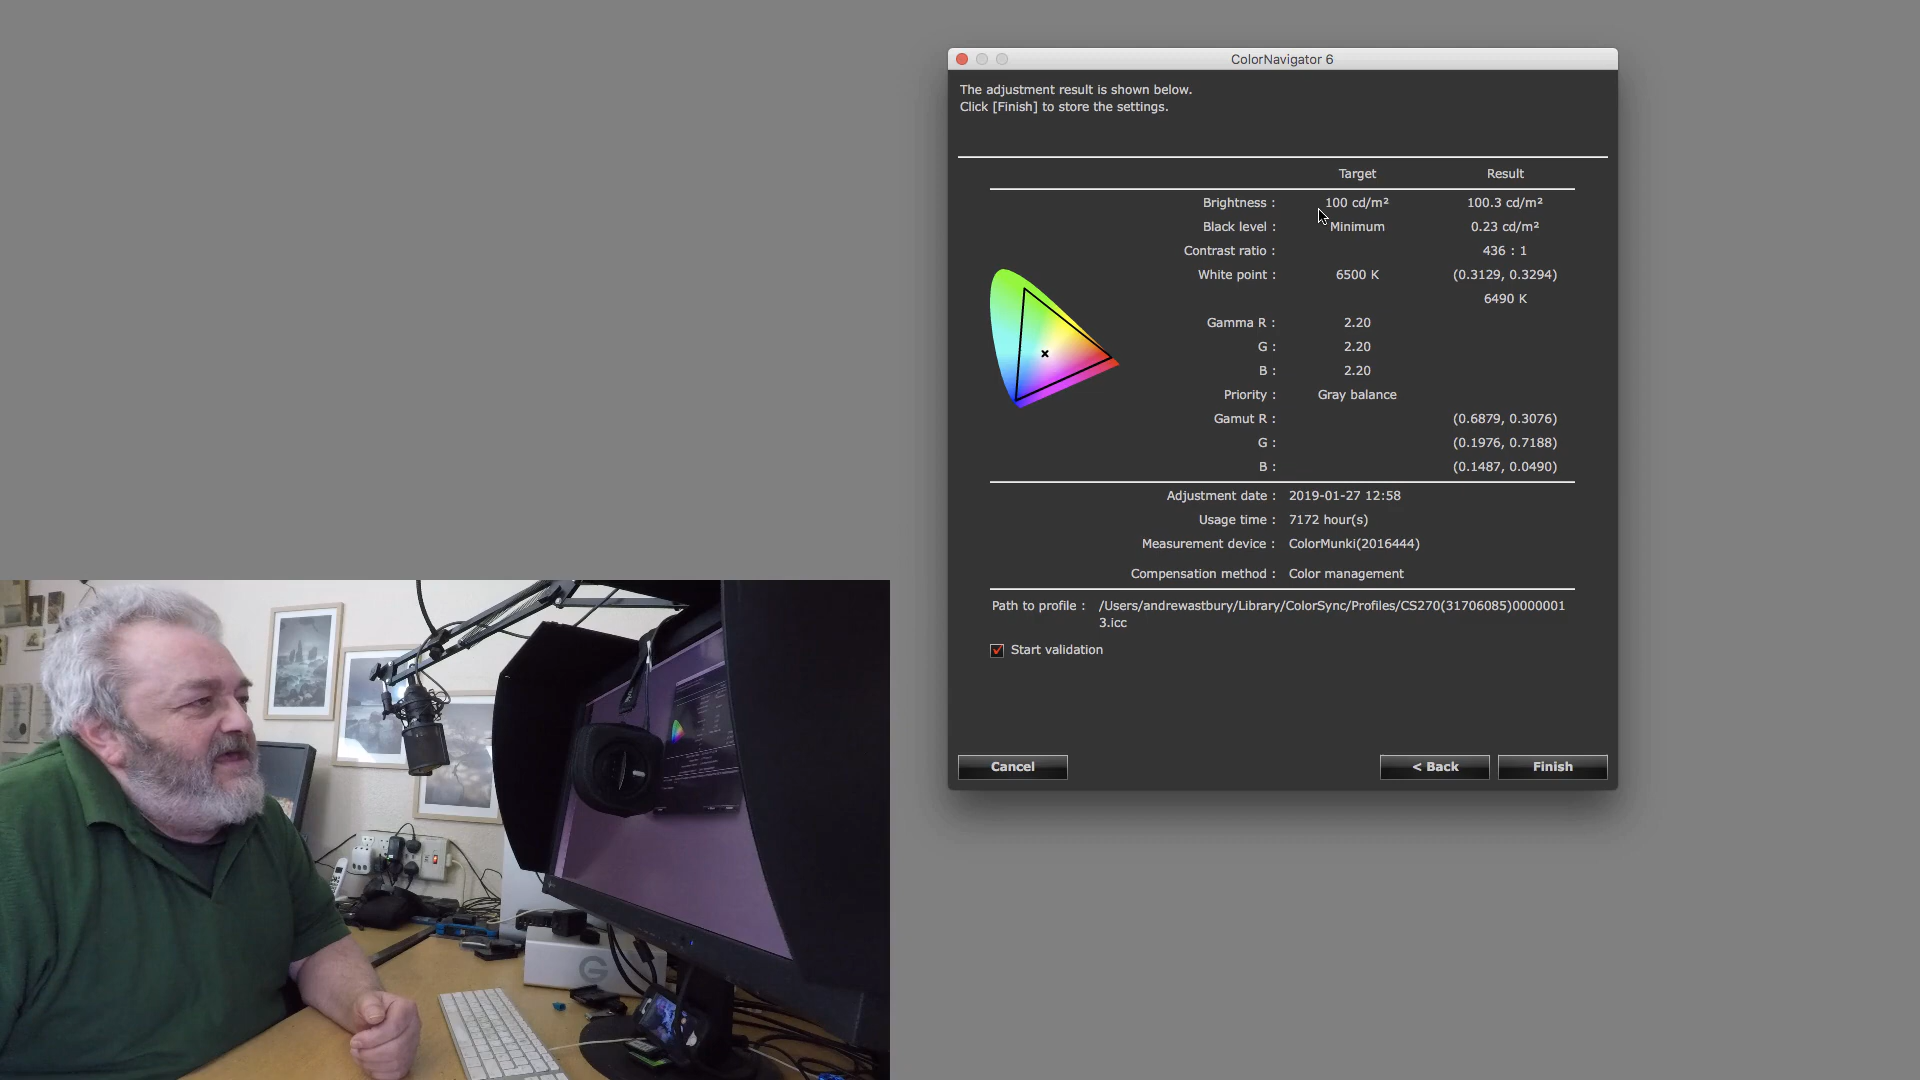 ColorNavigator 6
The adjustment result is shown below.
Click [Finish] to store the settings.
Target Result
Brightness : 100 cd/m² 100.3 cd/m²
Black level : Minimum 0.23 cd/m²
Contrast ratio : 436 : 1
White point : 6500 K (0.3129, 0.3294)
6490 K
Gamma R : 2.20
G : 2.20
B : 2.20
Priority : Gray balance
Gamut R : (0.6879, 0.3076)
G : (0.1976, 0.7188)
B : (0.1487, 0.0490)
Adjustment date : 2019-01-27 12:58
Usage time : 7172 hour(s)
Measurement device : ColorMunki(2016444)
Compensation method : Color management
Path to profile : /Users/andrewastbury/Library/ColorSync/Profiles/CS270(31706085)0000001
3.icc
Start validation
Cancel < Back Finish
G